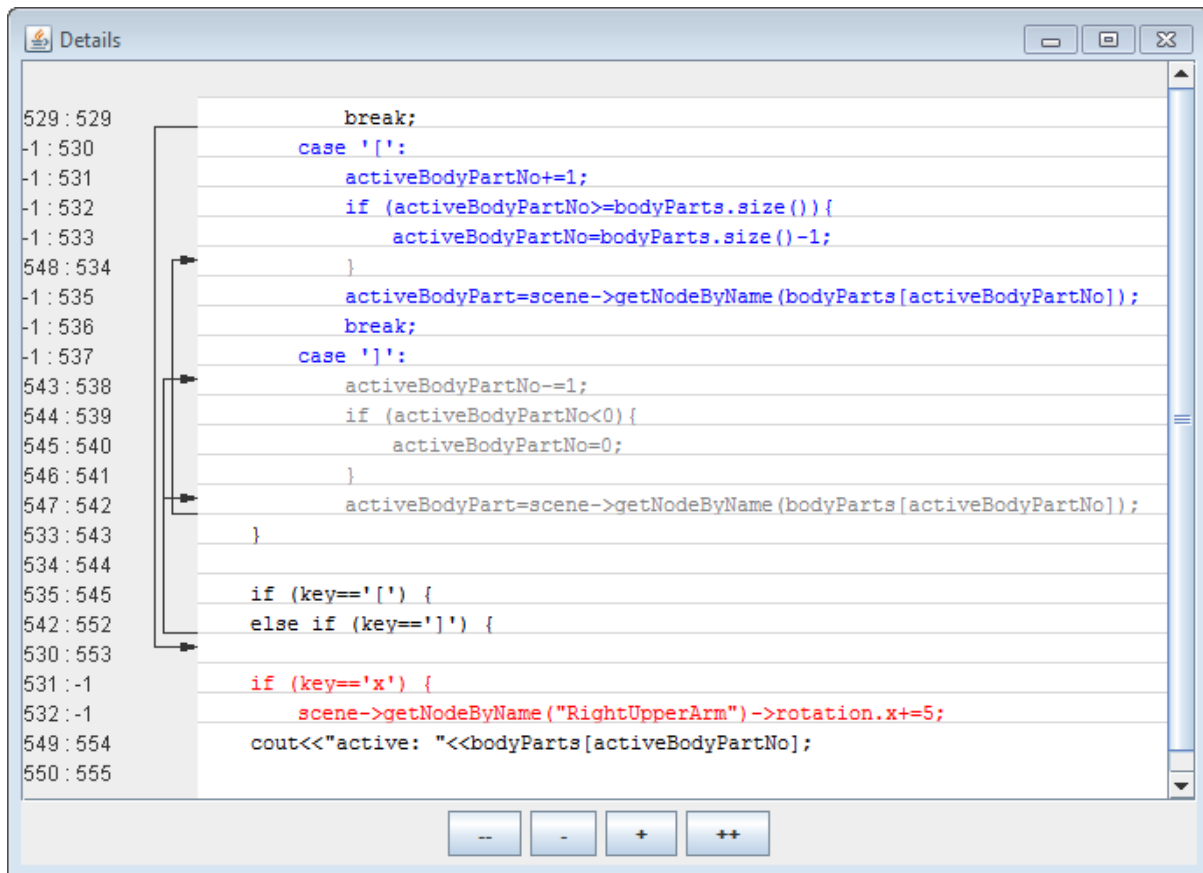 Details
529 : 529 break;
-1 : 530 case '[':
-1 : 531 activeBodyPartNo+=1;
-1 : 532 if (activeBodyPartNo>=bodyParts.size()){
-1 : 533 activeBodyPartNo=bodyParts.size()-1;
548 : 534 }
-1 : 535 activeBodyPart=scene->getNodeByName(bodyParts[activeBodyPartNo]);
-1 : 536 break;
-1 : 537 case ']':
543 : 538 activeBodyPartNo-=1;
544 : 539 if (activeBodyPartNo<0){
545 : 540 activeBodyPartNo=0;
546 : 541 }
547 : 542 activeBodyPart=scene->getNodeByName(bodyParts[activeBodyPartNo]);
533 : 543 }
534 : 544
535 : 545 if (key=='[') {
542 : 552 else if (key==']') {
530 : 553
531 : -1 if (key=='x') {
532 : -1 scene->getNodeByName("RightUpperArm")->rotation.x+=5;
549 : 554 cout<<"active: "<<bodyParts[activeBodyPartNo];
550 : 555
-- - + ++